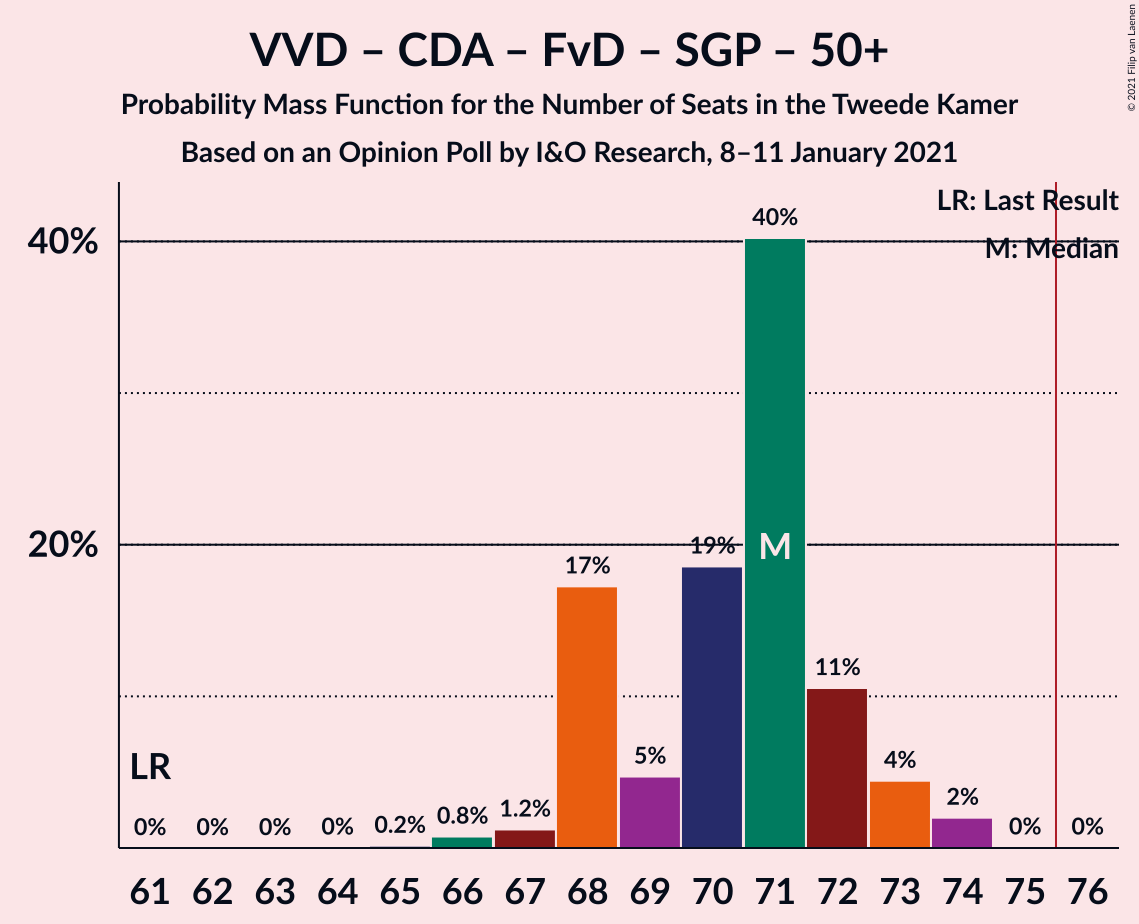 VVD – CDA – FvD – SGP – 50+
Probability Mass Function for the Number of Seats in the Tweede Kamer
Based on an Opinion Poll by I&O Research, 8–11 January 2021
© 2021 Filip van Laenen
LR: Last Result
M: Median
40%
20%
40%
19%
17%
11%
5%
4%
2%
1.2%
0.8%
0.2%
0%
0%
0%
0%
0%
0%
LR
M
61 62 63 64 65 66 67 68 69 70 71 72 73 74 75 76